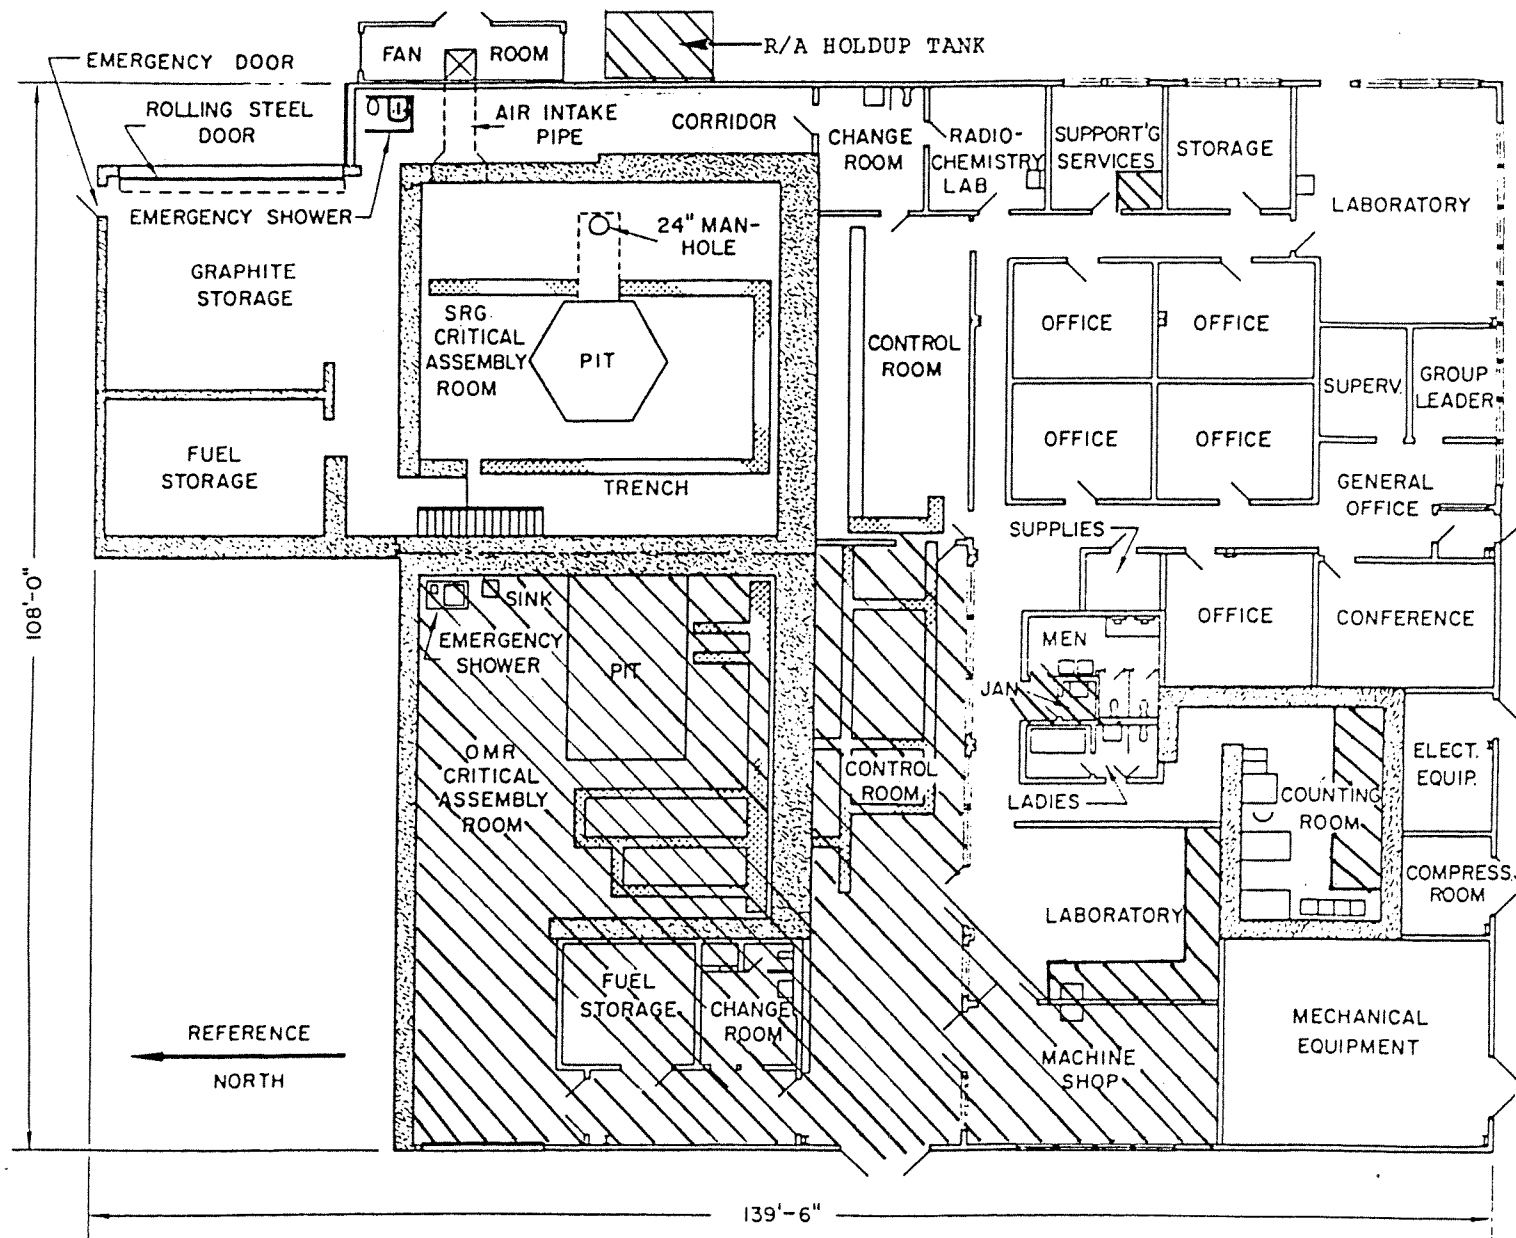 FAN ROOM
R/A HOLDUP TANK
EMERGENCY DOOR
ROLLING STEEL
DOOR
AIR INTAKE
PIPE
CORRIDOR
CHANGE
ROOM
RADIO-
CHEMISTRY
LAB
SUPPORT'G
SERVICES
STORAGE
EMERGENCY SHOWER
24" MAN-
HOLE
LABORATORY
GRAPHITE
STORAGE
SRG
CRITICAL
ASSEMBLY
ROOM
PIT
CONTROL
ROOM
OFFICE
OFFICE
SUPERV.
GROUP
LEADER
OFFICE
OFFICE
FUEL
STORAGE
TRENCH
GENERAL
OFFICE
SUPPLIES
108'-0"
SINK
EMERGENCY
SHOWER
PIT
MEN
OFFICE
CONFERENCE
JAN.
OMR
CRITICAL
ASSEMBLY
ROOM
CONTROL
ROOM
LADIES
COUNTING
ROOM
ELECT.
EQUIP.
COMPRESS.
ROOM
LABORATORY
FUEL
STORAGE
CHANGE
ROOM
REFERENCE
NORTH
MACHINE
SHOP
MECHANICAL
EQUIPMENT
139'-6"